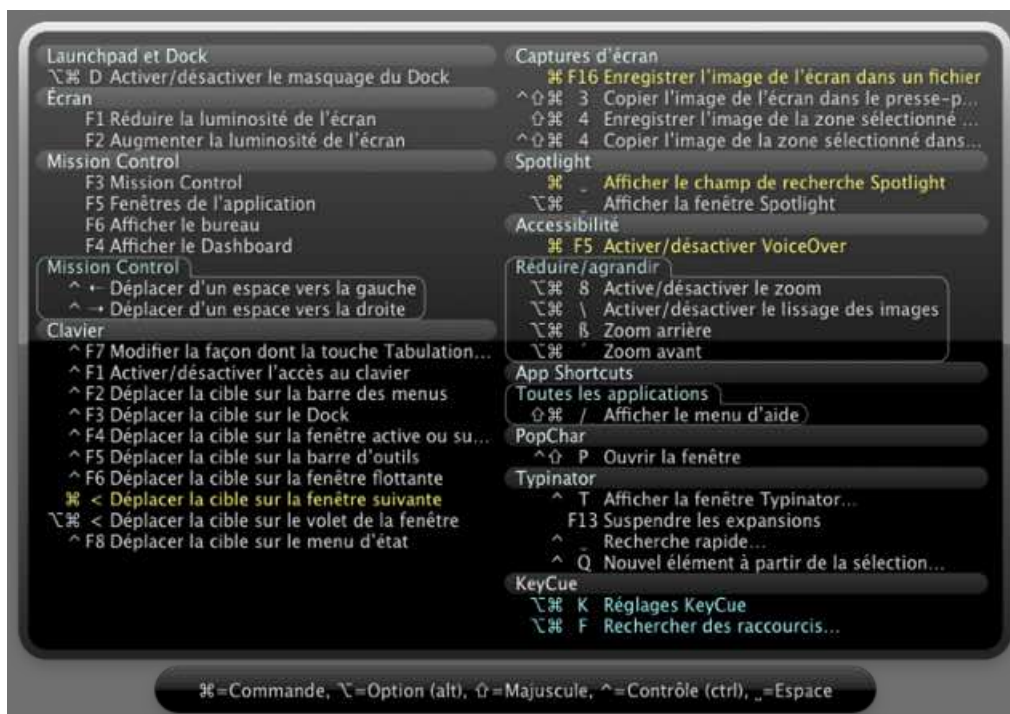 Launchpad et Dock
⌥⌘ D Activer/désactiver le masquage du Dock
Écran
F1 Réduire la luminosité de l'écran
F2 Augmenter la luminosité de l'écran
Mission Control
F3 Mission Control
F5 Fenêtres de l'application
F6 Afficher le bureau
F4 Afficher le Dashboard
Mission Control
^ ← Déplacer d'un espace vers la gauche
^ → Déplacer d'un espace vers la droite
Clavier
^ F7 Modifier la façon dont la touche Tabulation...
^ F1 Activer/désactiver l'accès au clavier
^ F2 Déplacer la cible sur la barre des menus
^ F3 Déplacer la cible sur le Dock
^ F4 Déplacer la cible sur la fenêtre active ou su...
^ F5 Déplacer la cible sur la barre d'outils
^ F6 Déplacer la cible sur la fenêtre flottante
⌘ < Déplacer la cible sur la fenêtre suivante
⌥⌘ < Déplacer la cible sur le volet de la fenêtre
^ F8 Déplacer la cible sur le menu d'état
Captures d'écran
⌘ F16 Enregistrer l'image de l'écran dans un fichier
^⇧⌘ 3 Copier l'image de l'écran dans le presse-p...
⇧⌘ 4 Enregistrer l'image de la zone sélectionné ...
^⇧⌘ 4 Copier l'image de la zone sélectionné dans...
Spotlight
⌘ ⎵ Afficher le champ de recherche Spotlight
⌥⌘ ⎵ Afficher la fenêtre Spotlight
Accessibilité
⌘ F5 Activer/désactiver VoiceOver
Réduire/agrandir
⌥⌘ 8 Active/désactiver le zoom
⌥⌘ \ Activer/désactiver le lissage des images
⌥⌘ ß Zoom arrière
⌥⌘ ´ Zoom avant
App Shortcuts
Toutes les applications
⇧⌘ / Afficher le menu d'aide
PopChar
^⇧ P Ouvrir la fenêtre
Typinator
^ T Afficher la fenêtre Typinator...
F13 Suspendre les expansions
^ ⎵ Recherche rapide...
^ Q Nouvel élément à partir de la sélection...
KeyCue
⌥⌘ K Réglages KeyCue
⌥⌘ F Rechercher des raccourcis...
⌘=Commande, ⌥=Option (alt), ⇧=Majuscule, ^=Contrôle (ctrl), ⎵=Espace